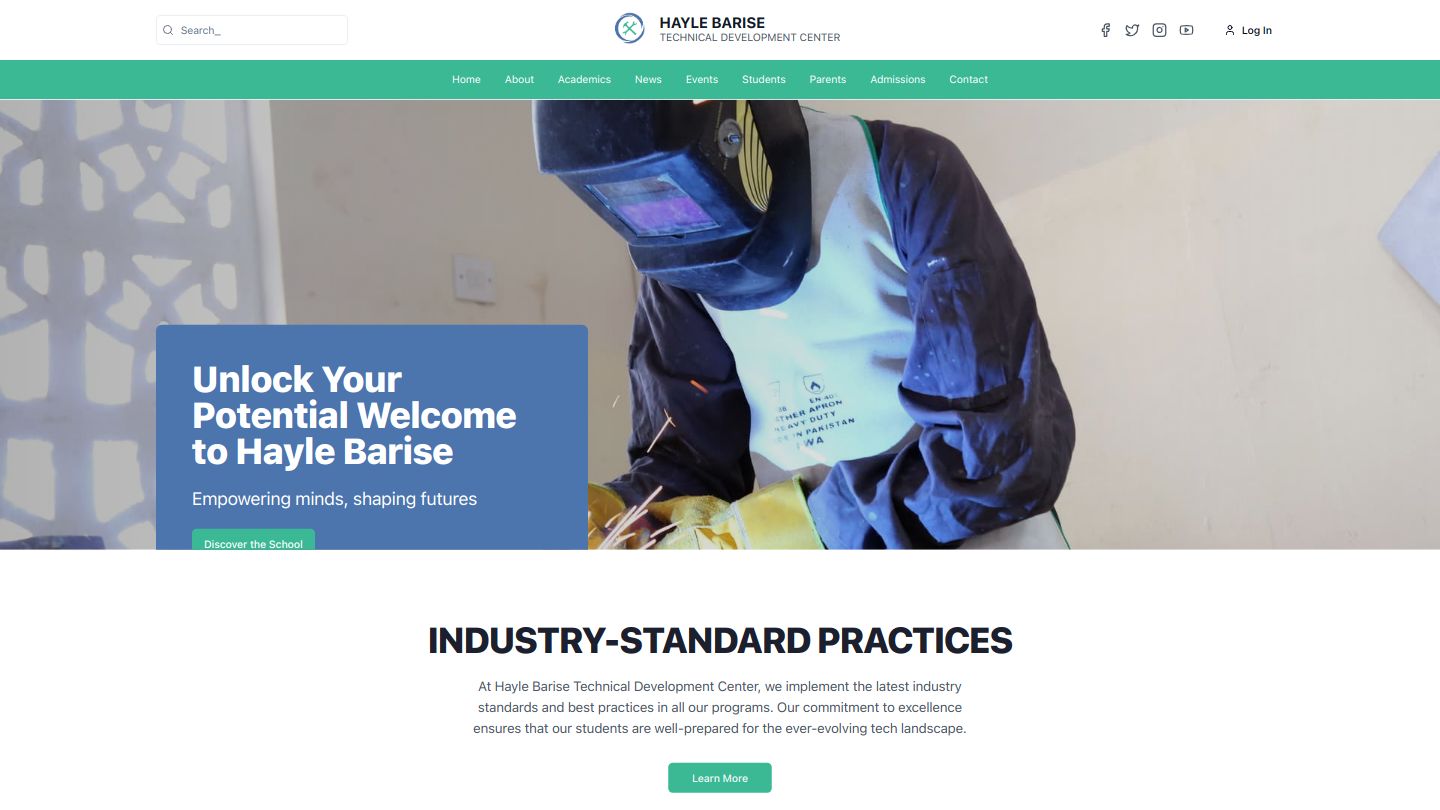 Search_
HAYLE BARISE
TECHNICAL DEVELOPMENT CENTER
Log In
Home
About
Academics
News
Events
Students
Parents
Admissions
Contact
EN-40
THER APRON
EAVY DUTY
IN PAKISTAN
Unlock Your
Potential Welcome
to Hayle Barise
Empowering minds, shaping futures
Discover the School
INDUSTRY-STANDARD PRACTICES
At Hayle Barise Technical Development Center, we implement the latest industry
standards and best practices in all our programs. Our commitment to excellence
ensures that our students are well-prepared for the ever-evolving tech landscape.
Learn More